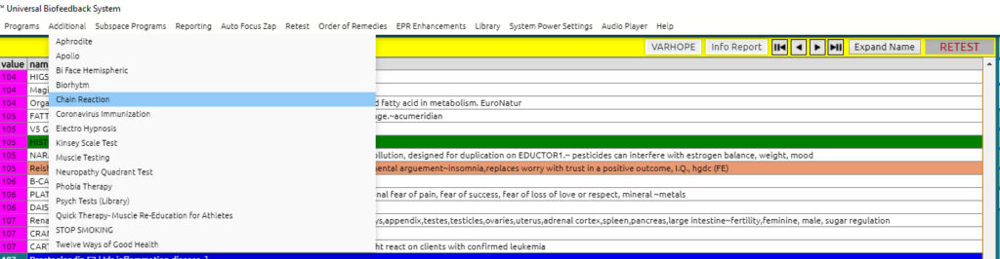 ™ Universal Biofeedback System
Programs Additional Subspace Programs Reporting Auto Focus Zap Retest Order of Remedies EPR Enhancements Library System Power Settings Audio Player Help
VARHOPE Info Report Expand Name RETEST
Aphrodite
Apollo
Bi Face Hemispheric
Biorhytm
Chain Reaction
Coronavirus Immunization
Electro Hypnosis
Kinsey Scale Test
Muscle Testing
Neuropathy Quadrant Test
Phobia Therapy
Psych Tests (Library)
Quick Therapy- Muscle Re-Education for Athletes
STOP SMOKING
Twelve Ways of Good Health
value nam
104 HIGS
104 Magi
104 Orga d fatty acid in metabolism. EuroNatur
105 FATT nge.~acumeridian
105 V5 G
105 HIST
105 NARA ollution, designed for duplication on EDUCTOR1.~ pesticides can interfere with estrogen balance, weight, mood
105 Reish mental arguement~insomnia,replaces worry with trust in a positive outcome, I.Q., hgdc (FE)
106 B-CA
106 PLAT nal fear of pain, fear of success, fear of loss of love or respect, mineral ~metals
106 DAIS
107 Rena ys,appendix,testes,testicles,ovaries,uterus,adrenal cortex,spleen,pancreas,large intestine~fertility,feminine, male, sugar regulation
107 CRAN
107 CART ht react on clients with confirmed leukemia